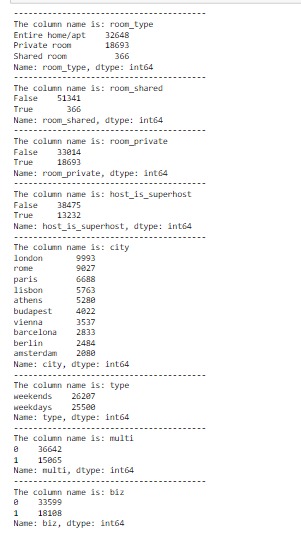 ----------------------------------------
The column name is: room_type
Entire home/apt    32648
Private room       18693
Shared room          366
Name: room_type, dtype: int64
----------------------------------------
The column name is: room_shared
False    51341
True       366
Name: room_shared, dtype: int64
----------------------------------------
The column name is: room_private
False    33014
True     18693
Name: room_private, dtype: int64
----------------------------------------
The column name is: host_is_superhost
False    38475
True     13232
Name: host_is_superhost, dtype: int64
----------------------------------------
The column name is: city
london       9993
rome         9027
paris        6688
lisbon       5763
athens       5280
budapest     4022
vienna       3537
barcelona    2833
berlin       2484
amsterdam    2080
Name: city, dtype: int64
----------------------------------------
The column name is: type
weekends    26207
weekdays    25500
Name: type, dtype: int64
----------------------------------------
The column name is: multi
0    36642
1    15065
Name: multi, dtype: int64
----------------------------------------
The column name is: biz
0    33599
1    18108
Name: biz, dtype: int64